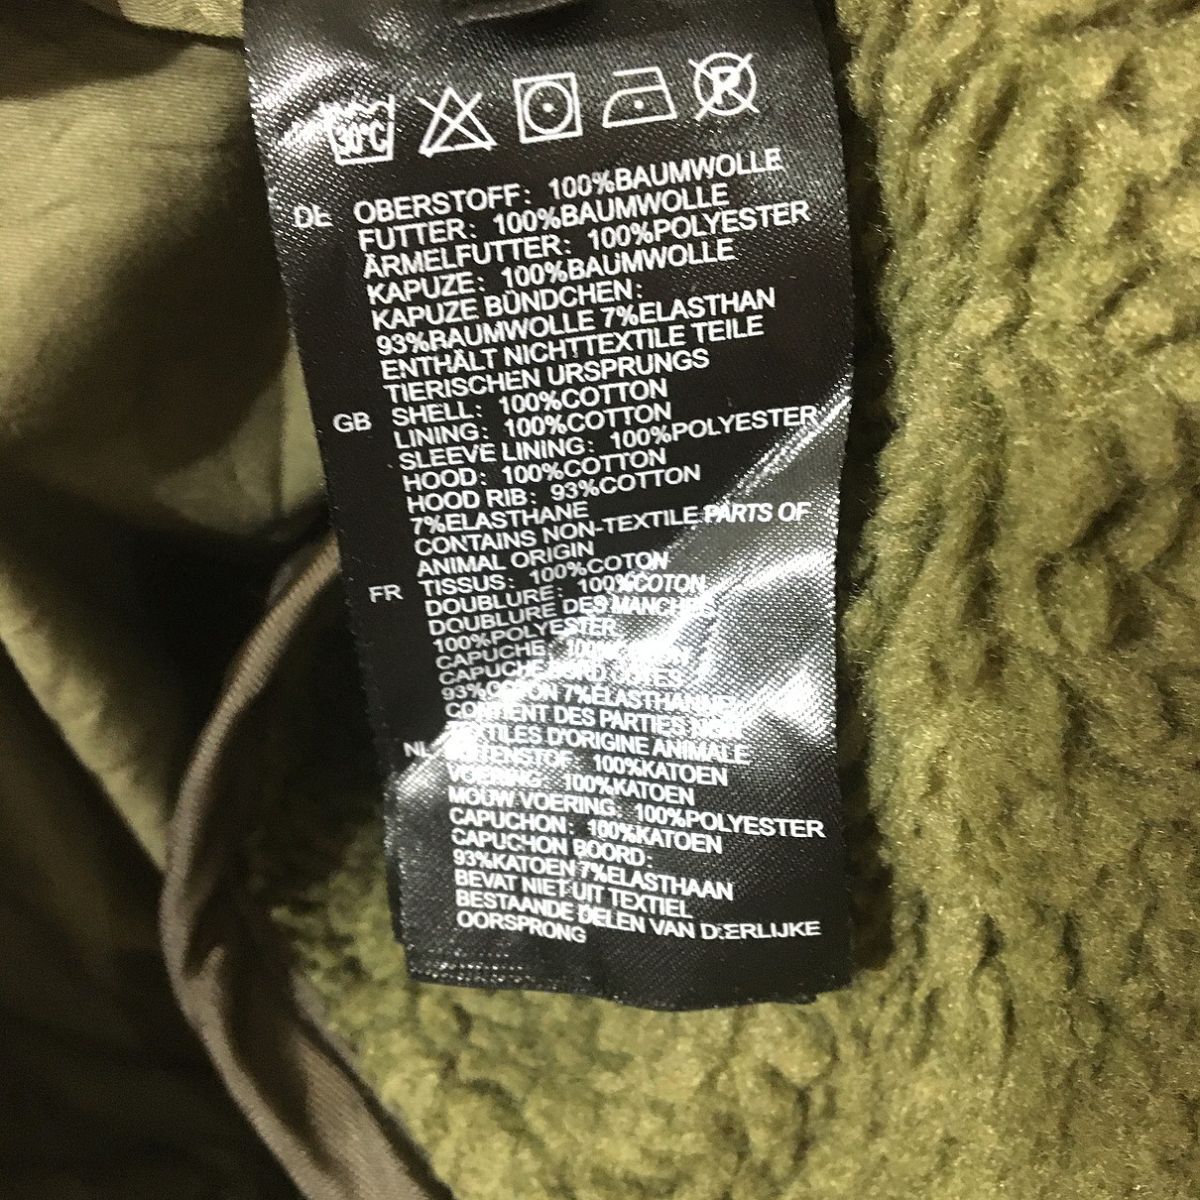 30°C P
DE OBERSTOFF: 100%BAUMWOLLE
FUTTER: 100%BAUMWOLLE
ÄRMELFUTTER: 100%POLYESTER
KAPUZE: 100%BAUMWOLLE
KAPUZE BÜNDCHEN:
93%BAUMWOLLE 7%ELASTHAN
ENTHÄLT NICHTTEXTILE TEILE
TIERISCHEN URSPRUNGS
GB SHELL: 100%COTTON
LINING: 100%COTTON
SLEEVE LINING: 100%POLYESTER
HOOD: 100%COTTON
HOOD RIB: 93%COTTON
7%ELASTHANE
CONTAINS NON-TEXTILE PARTS OF
ANIMAL ORIGIN
FR TISSUS: 100%COTON
DOUBLURE: 100%COTON
DOUBLURE DES MANCHES
100%POLYESTER
CAPUCHE:
CAPUCHE
93%COTON 7%ELASTHANNE
CONTIENT DES PARTIES NON
TEXTILES D'ORIGINE ANIMALE
NL BUITENSTOF: 100%KATOEN
VOERING: 100%KATOEN
MOUW VOERING: 100%POLYESTER
CAPUCHON: 100%KATOEN
CAPUCHON BOORD:
93%KATOEN 7%ELASTHAAN
BEVAT NIET UIT TEXTIEL
BESTAANDE DELEN VAN DIERLIJKE
OORSPRONG